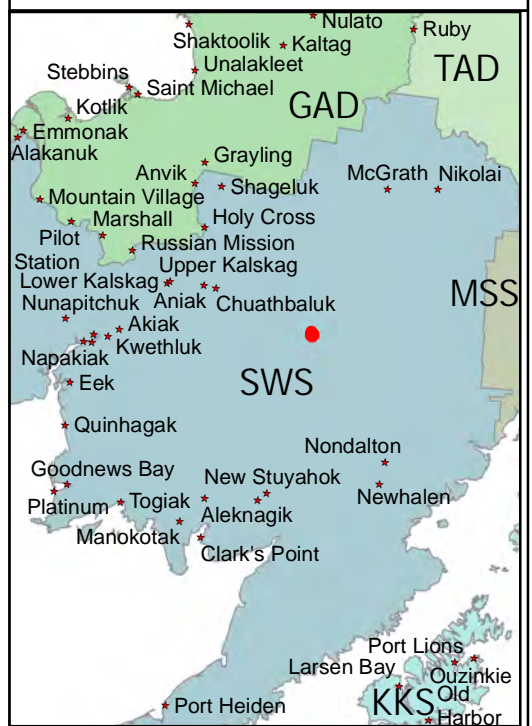 Nulato
Ruby
Shaktoolik
Kaltag
TAD
Stebbins
Unalakleet
Saint Michael
GAD
Kotlik
Emmonak
Alakanuk
Grayling
Anvik
McGrath
Nikolai
Shageluk
Mountain Village
Marshall
Holy Cross
Pilot
Station
Russian Mission
Upper Kalskag
Lower Kalskag
MSS
Nunapitchuk
Aniak
Chuathbaluk
Akiak
Kwethluk
Napakiak
SWS
Eek
Quinhagak
Nondalton
Goodnews Bay
New Stuyahok
Newhalen
Platinum
Togiak
Aleknagik
Manokotak
Clark's Point
Port Lions
Larsen Bay
Ouzinkie
KKS
Old
Harbor
Port Heiden